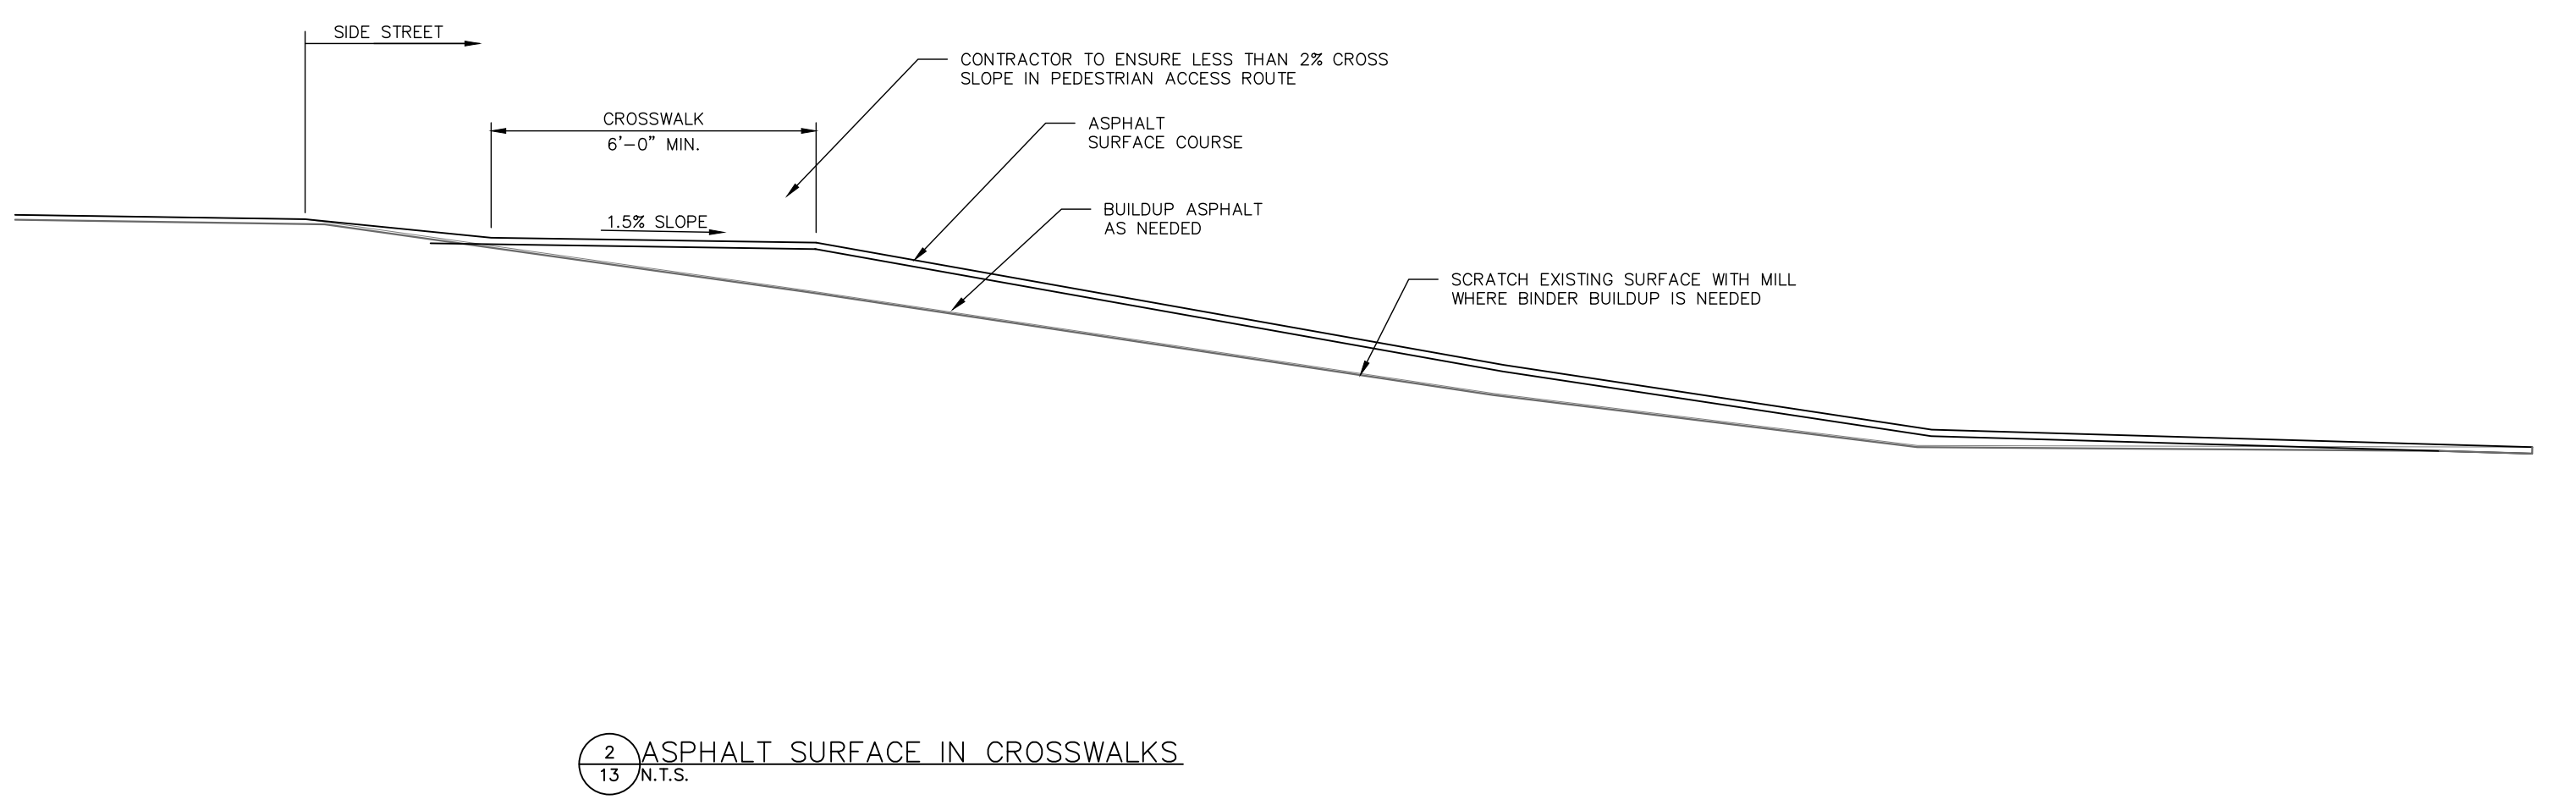 SIDE STREET
CONTRACTOR TO ENSURE LESS THAN 2% CROSS
SLOPE IN PEDESTRIAN ACCESS ROUTE
CROSSWALK
6'-0" MIN.
ASPHALT
SURFACE COURSE
1.5% SLOPE
BUILDUP ASPHALT
AS NEEDED
SCRATCH EXISTING SURFACE WITH MILL
WHERE BINDER BUILDUP IS NEEDED
2
13
ASPHALT SURFACE IN CROSSWALKS
N.T.S.